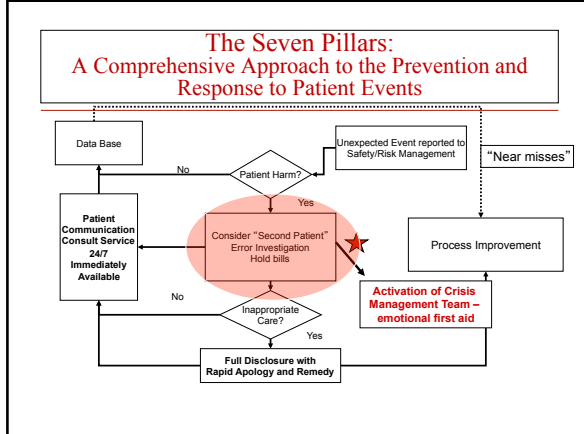 The Seven Pillars:
A Comprehensive Approach to the Prevention and
Response to Patient Events
Data Base
Unexpected Event reported to
Safety/Risk Management
"Near misses"
No
Patient Harm?
Yes
Patient
Communication
Consult Service
24/7
Immediately
Available
Consider "Second Patient"
Error Investigation
Hold bills
Process Improvement
Activation of Crisis
Management Team –
emotional first aid
No
Inappropriate
Care?
Yes
Full Disclosure with
Rapid Apology and Remedy